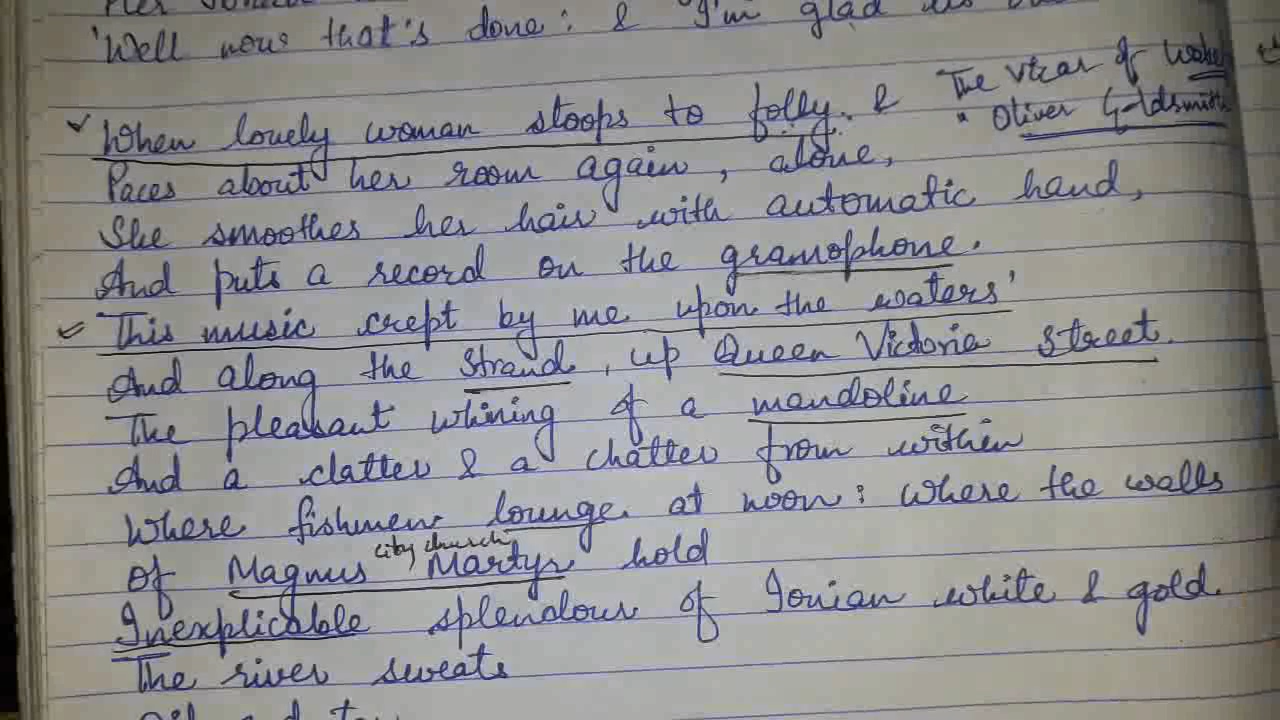 'Well now that's done: & I'm glad its
When lovely woman stoops to folly. & The Vicar of
Oliver Goldsmith
Paces about her room again, alone,
She smoothes her hair with automatic hand,
And puts a record on the gramophone.
This music crept by me upon the waters'
And along the Strand, up Queen Victoria street.
The pleasant whining of a mandoline
And a clatter & a chatter from within
Where fishmen lounge at noon: where the walls
city church
Of Magnus Martyr hold
Inexplicable splendour of Ionian white & gold.
The river sweats